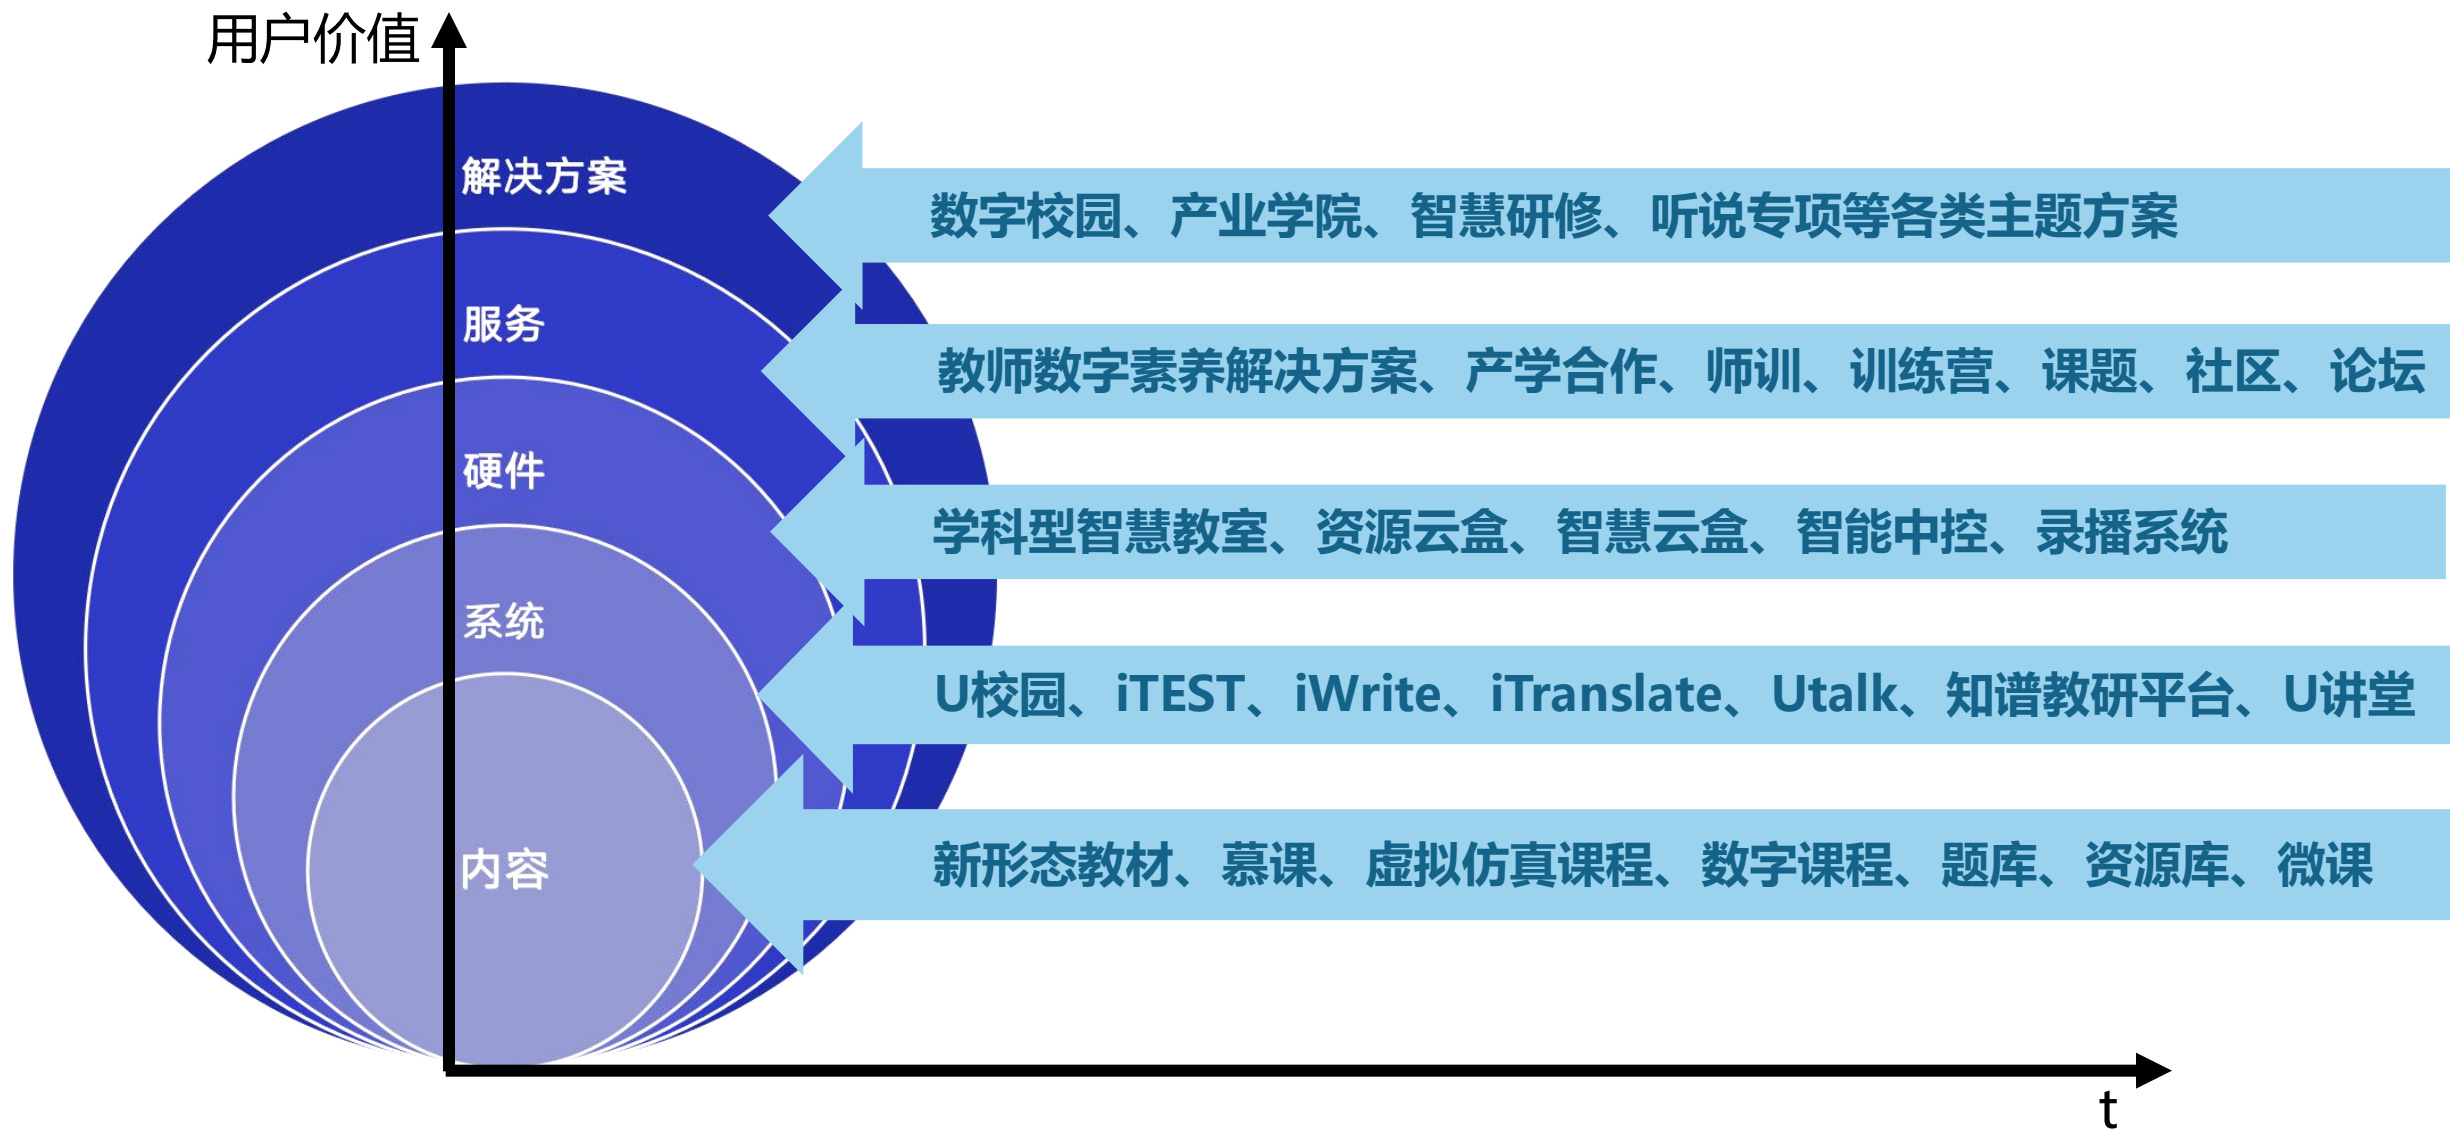 用户价值
解决方案
数字校园、产业学院、智慧研修、听说专项等各类主题方案
服务
教师数字素养解决方案、产学合作、师训、训练营、课题、社区、论坛
硬件
学科型智慧教室、资源云盒、智慧云盒、智能中控、录播系统
系统
U校园、iTEST、iWrite、iTranslate、Utalk、知谱教研平台、U讲堂
内容
新形态教材、慕课、虚拟仿真课程、数字课程、题库、资源库、微课
t